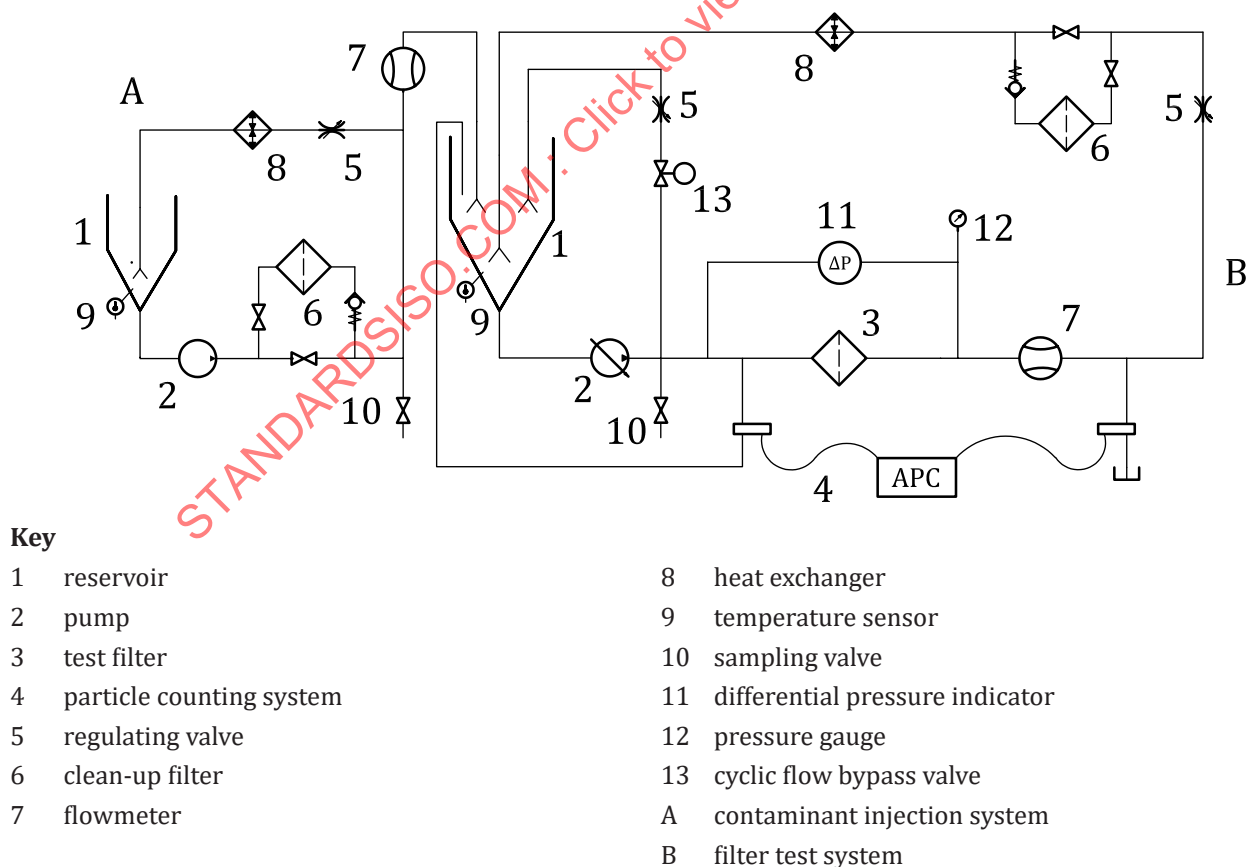 7
8
A
5
5
8
5
6
1
13
11
12
1
ΔP
B
9
6
9
3
7
2
2
10
10
4
APC
STANDARDSISO.COM : Click to vie
Key
1 reservoir
2 pump
3 test filter
4 particle counting system
5 regulating valve
6 clean-up filter
7 flowmeter
8 heat exchanger
9 temperature sensor
10 sampling valve
11 differential pressure indicator
12 pressure gauge
13 cyclic flow bypass valve
A contaminant injection system
B filter test system